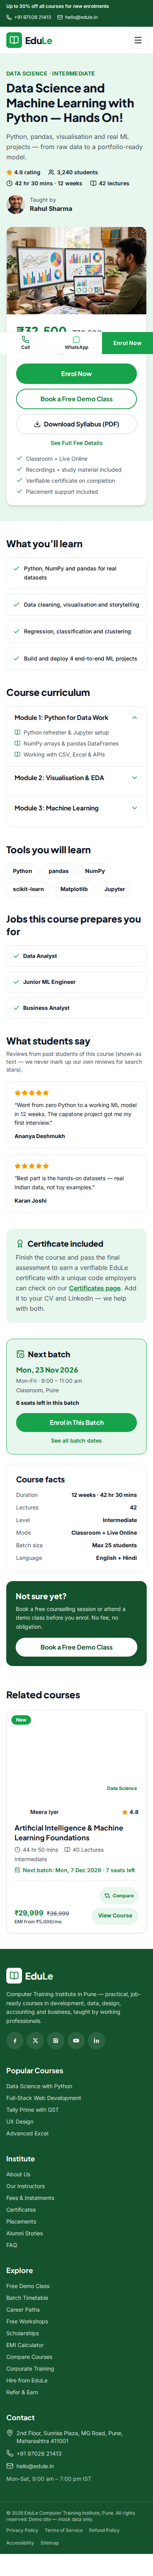 Up to 30% off all courses for new enrolments
+91 97026 21413 hello@edule.in
EduLe
DATA SCIENCE · INTERMEDIATE
Data Science and
Machine Learning with
Python — Hands On!
Python, pandas, visualisation and real ML
projects — from raw data to a portfolio-ready
model.
4.9 rating 3,240 students
42 hr 30 mins · 12 weeks 42 lectures
Taught by
Rahul Sharma
Call
WhatsApp
Enrol Now
Enrol Now
Book a Free Demo Class
Download Syllabus (PDF)
See Full Fee Details
Classroom + Live Online
Recordings + study material included
Verifiable certificate on completion
Placement support included
What you'll learn
Python, NumPy and pandas for real
datasets
Data cleaning, visualisation and storytelling
Regression, classification and clustering
Build and deploy 4 end-to-end ML projects
Course curriculum
Module 1: Python for Data Work
Python refresher & Jupyter setup
NumPy arrays & pandas DataFrames
Working with CSV, Excel & APIs
Module 2: Visualisation & EDA
Module 3: Machine Learning
Tools you will learn
Python pandas NumPy
scikit-learn Matplotlib Jupyter
Jobs this course prepares you
for
Data Analyst
Junior ML Engineer
Business Analyst
What students say
Reviews from past students of this course (shown as
text — we never mark up our own reviews for search
stars).
"Went from zero Python to a working ML model
in 12 weeks. The capstone project got me my
first interview."
Ananya Deshmukh
"Best part is the hands-on datasets — real
Indian data, not toy examples."
Karan Joshi
Certificate included
Finish the course and pass the final
assessment to earn a verifiable EduLe
certificate with a unique code employers
can check on our Certificates page. Add
it to your CV and LinkedIn — we help
with both.
Next batch
Mon, 23 Nov 2026
Mon–Fri · 9:00 – 11:00 am
Classroom, Pune
6 seats left in this batch
Enrol in This Batch
See all batch dates
Course facts
Duration 12 weeks · 42 hr 30 mins
Lectures 42
Level Intermediate
Mode Classroom + Live Online
Batch size Max 25 students
Language English + Hindi
Not sure yet?
Book a free counselling session or attend a
demo class before you enrol. No fee, no
obligation.
Book a Free Demo Class
Related courses
New
Data Science
Meera Iyer 4.8
Artificial Intelligence & Machine
Learning Foundations
44 hr 50 mins 40 Lectures
Intermediate
Next batch: Mon, 7 Dec 2026 · 7 seats left
Compare
₹29,999 ₹36,999
EMI from ₹5,000/mo
View Course
EduLe
Computer Training Institute in Pune — practical, job-
ready courses in development, data, design,
accounting and business, taught by working
professionals.
Popular Courses
Data Science with Python
Full-Stack Web Development
Tally Prime with GST
UX Design
Advanced Excel
Institute
About Us
Our Instructors
Fees & Instalments
Certificates
Placements
Alumni Stories
FAQ
Explore
Free Demo Class
Batch Timetable
Career Paths
Free Workshops
Scholarships
EMI Calculator
Compare Courses
Corporate Training
Hire from EduLe
Refer & Earn
Contact
2nd Floor, Sunrise Plaza, MG Road, Pune,
Maharashtra 411001
+91 97026 21413
hello@edule.in
Mon–Sat, 9:00 am – 7:00 pm IST
© 2026 EduLe Computer Training Institute, Pune. All rights
reserved. Demo site — mock data only.
Privacy Policy Terms of Service Refund Policy
Accessibility Sitemap